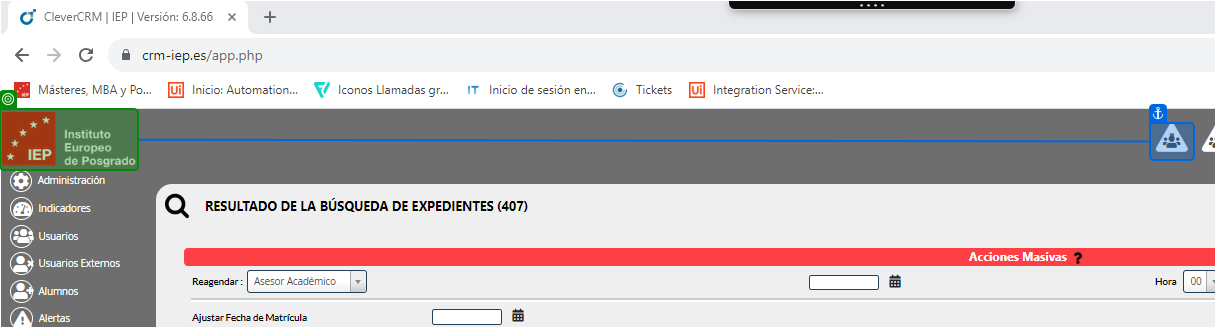 CleverCRM | IEP | Versión: 6.8.66
crm-iep.es/app.php
Másteres, MBA y Po... Inicio: Automation... Iconos Llamadas gr... IT Inicio de sesión en... Tickets Integration Service:...
IEP Instituto
Europeo
de Posgrado
Administración
Indicadores
Usuarios
Usuarios Externos
Alumnos
Alertas
RESULTADO DE LA BÚSQUEDA DE EXPEDIENTES (407)
Acciones Masivas ?
Reagendar : Asesor Académico Hora 00
Ajustar Fecha de Matrícula